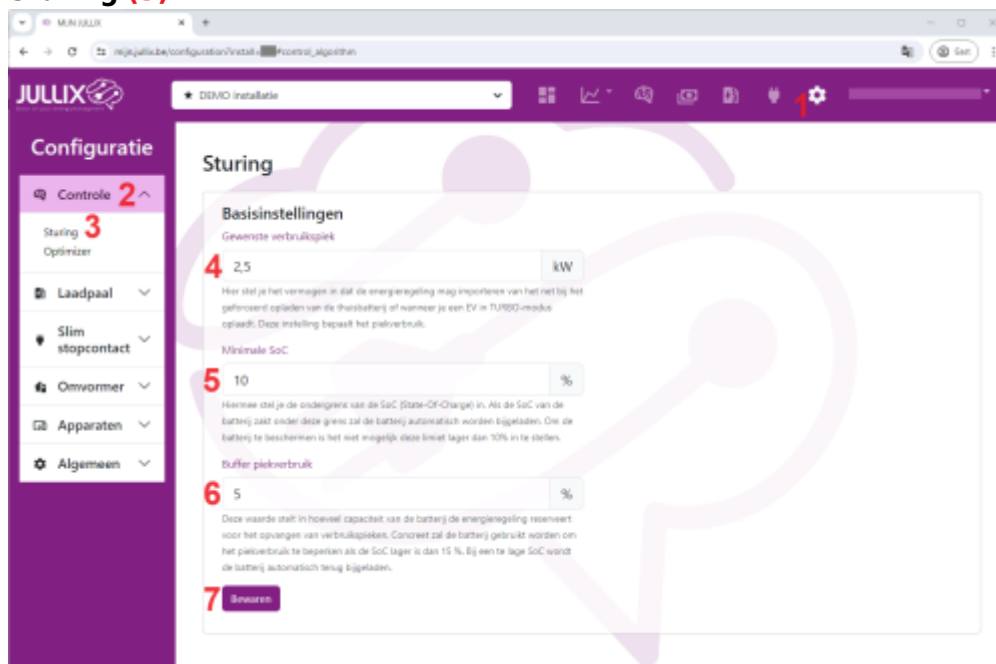 MIJN JULLIX
mijn.jullix.be/configuration?install= #control_algorithm
Gast
JULLIX
★ DEMO installatie
1
Configuratie
Controle 2
Sturing 3
Optimizer
Laadpaal
Slim
stopcontact
Omvormer
Apparaten
Algemeen
Sturing
Basisinstellingen
Gewenste verbruikspiek
4 2,5 kW
Hier stel je het vermogen in dat de energieregeling mag importeren van het net bij het
geforceerd opladen van de thuisbatterij of wanneer je een EV in TURBO-modus
oplaadt. Deze instelling bepaalt het piekverbruik.
Minimale SoC
5 10 %
Hiermee stel je de ondergrens van de SoC (State-Of-Charge) in. Als de SoC van de
batterij zakt onder deze grens zal de batterij automatisch worden bijgeladen. Om de
batterij te beschermen is het niet mogelijk deze limiet lager dan 10% in te stellen.
Buffer piekverbruik
6 5 %
Deze waarde stelt in hoeveel capaciteit van de batterij de energieregeling reserveert
voor het opvangen van verbruikspieken. Concreet zal de batterij gebruikt worden om
het piekverbruik te beperken als de SoC lager is dan 15 %. Bij een te lage SoC wordt
de batterij automatisch terug bijgeladen.
7 Bewaren